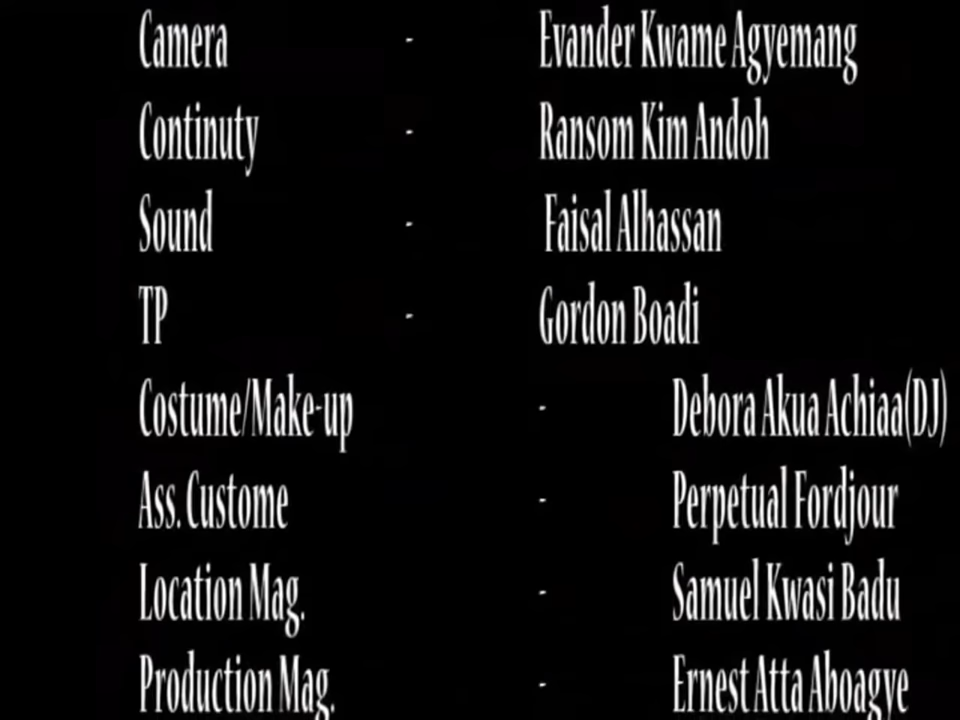 Camera - Evander Kwame Agyemang
Continuty - Ransom Kim Andoh
Sound - Faisal Alhassan
TP - Gordon Boadi
Costume/Make-up - Debora Akua Achiaa(DJ)
Ass. Custome - Perpetual Fordjour
Location Mag. - Samuel Kwasi Badu
Production Mag. - Ernest Atta Aboagye